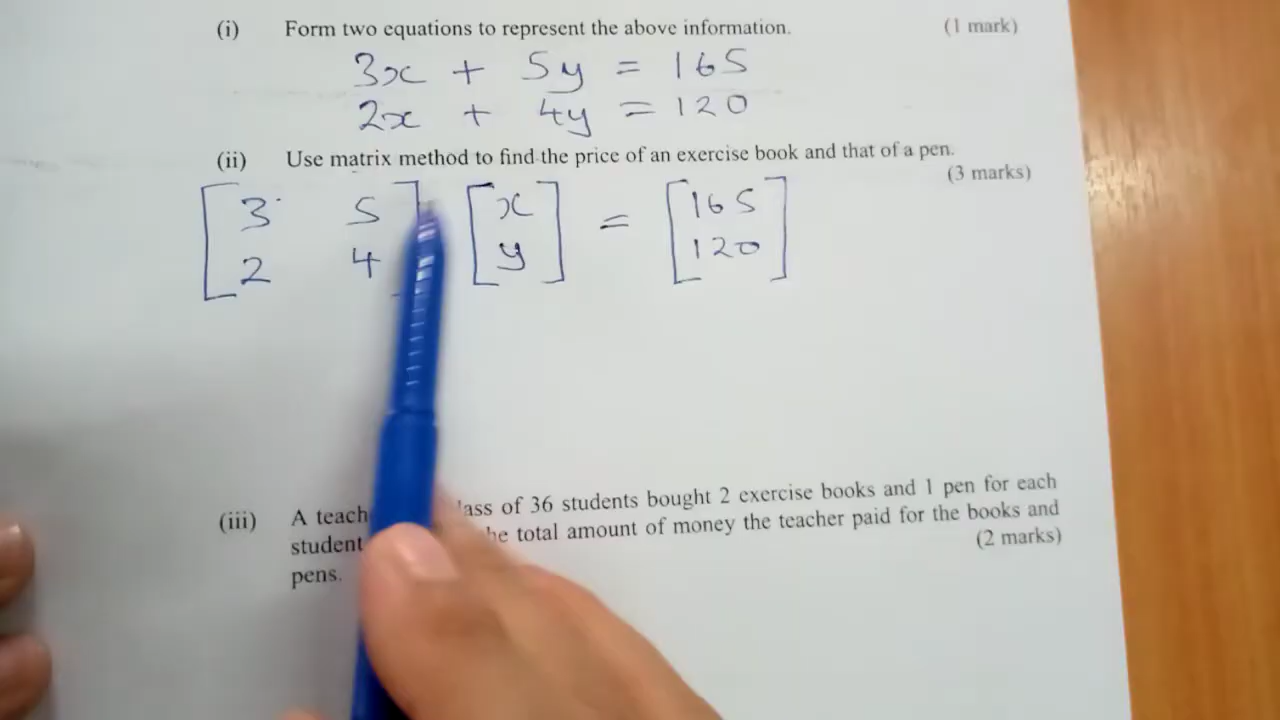 (i) Form two equations to represent the above information. (1 mark)
3x + 5y = 165
2x + 4y = 120
(ii) Use matrix method to find the price of an exercise book and that of a pen.
(3 marks)
[3 5] [x] = [165]
[2 4] [y] [120]
(iii) A teach lass of 36 students bought 2 exercise books and 1 pen for each
student he total amount of money the teacher paid for the books and
pens. (2 marks)